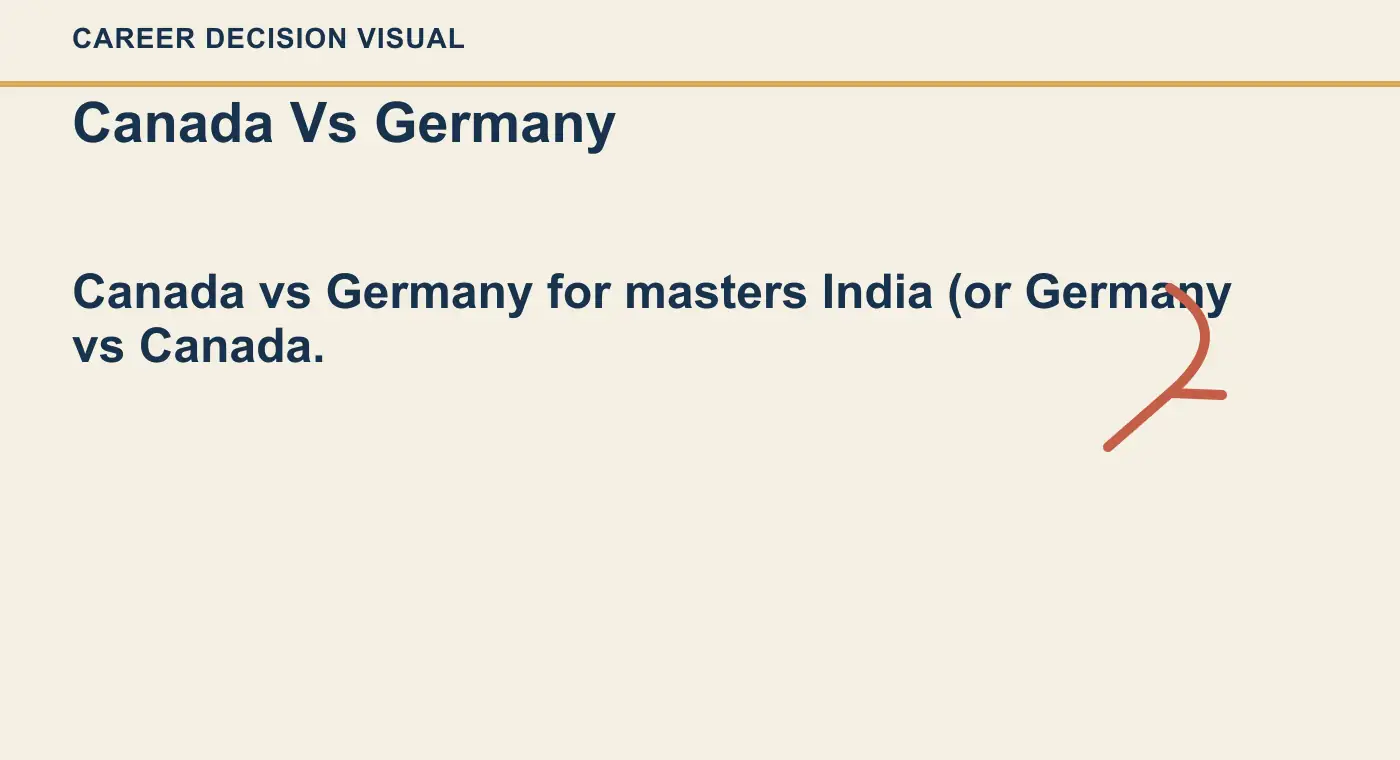 CAREER DECISION VISUAL
Canada Vs Germany
Canada vs Germany for masters India (or Germany
vs Canada.